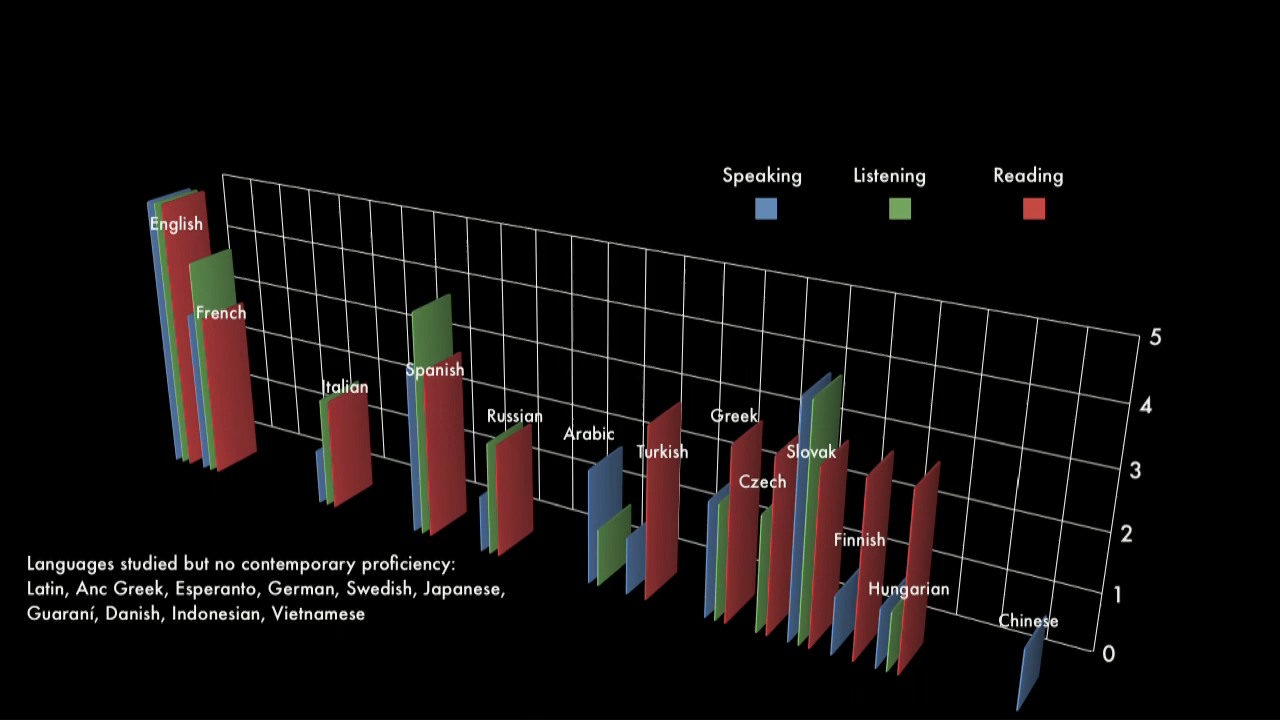 Speaking Listening Reading
English
French
Italian
Spanish
Russian
Arabic
Turkish
Greek
Czech
Slovak
Finnish
Hungarian
Chinese
5
4
3
2
1
0
Languages studied but no contemporary proficiency:
Latin, Anc Greek, Esperanto, German, Swedish, Japanese,
Guaraní, Danish, Indonesian, Vietnamese